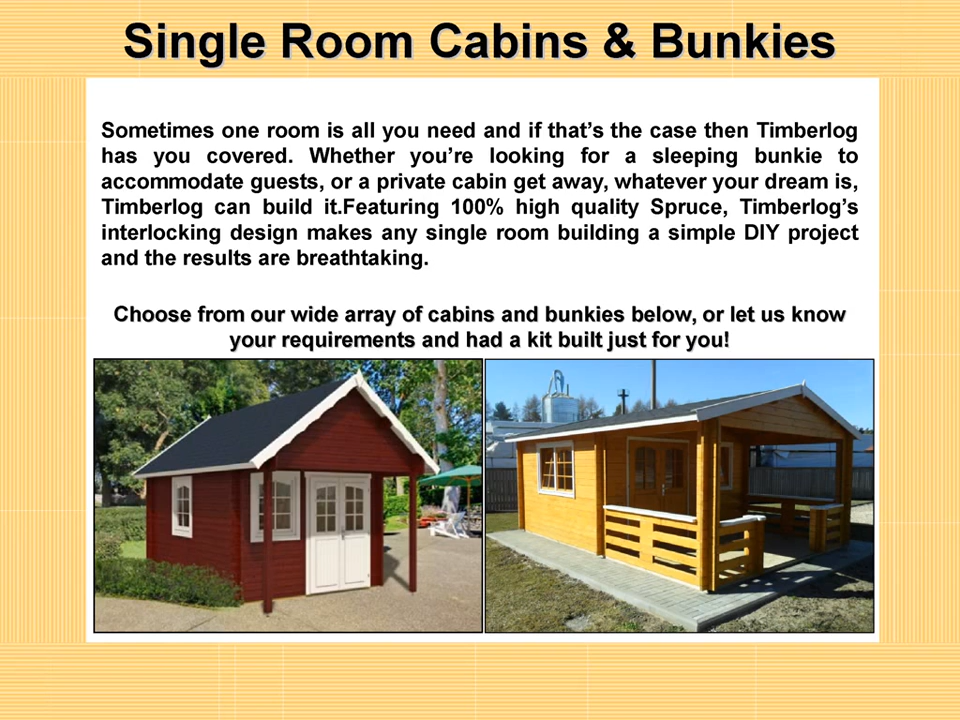 Single Room Cabins & Bunkies
Sometimes one room is all you need and if that’s the case then Timberlog
has you covered. Whether you’re looking for a sleeping bunkie to
accommodate guests, or a private cabin get away, whatever your dream is,
Timberlog can build it.Featuring 100% high quality Spruce, Timberlog’s
interlocking design makes any single room building a simple DIY project
and the results are breathtaking.
Choose from our wide array of cabins and bunkies below, or let us know
your requirements and had a kit built just for you!